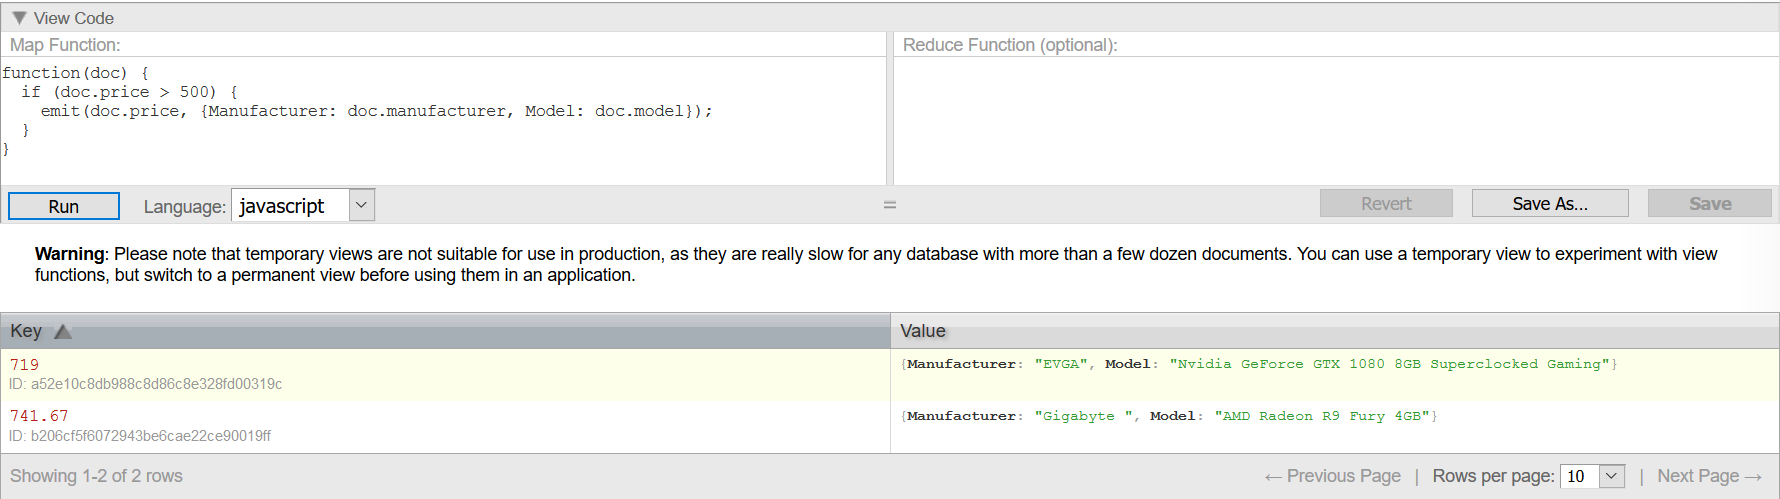 View Code
Map Function:
Reduce Function (optional):
function(doc) {
  if (doc.price > 500) {
    emit(doc.price, {Manufacturer: doc.manufacturer, Model: doc.model});
  }
}
Run Language: javascript Revert Save As... Save
Warning: Please note that temporary views are not suitable for use in production, as they are really slow for any database with more than a few dozen documents. You can use a temporary view to experiment with view
functions, but switch to a permanent view before using them in an application.
Key Value
719 {Manufacturer: "EVGA", Model: "Nvidia GeForce GTX 1080 8GB Superclocked Gaming"}
ID: a52e10c8db988c8d86c8e328fd00319c
741.67 {Manufacturer: "Gigabyte ", Model: "AMD Radeon R9 Fury 4GB"}
ID: b206cf5f6072943be6cae22ce90019ff
Showing 1-2 of 2 rows ← Previous Page | Rows per page: 10 | Next Page →